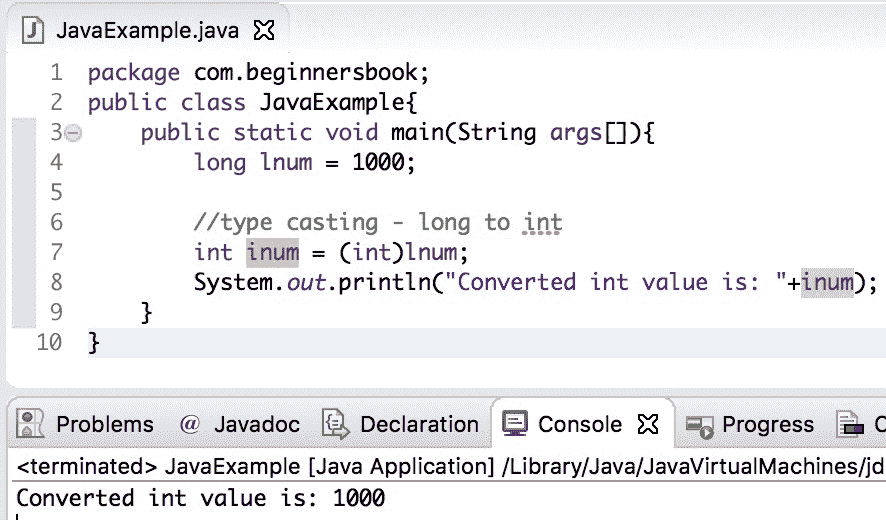 JavaExample.java
1 package com.beginnersbook;
2 public class JavaExample{
3 public static void main(String args[]){
4 long lnum = 1000;
5
6 //type casting - long to int
7 int inum = (int)lnum;
8 System.out.println("Converted int value is: "+inum);
9 }
10 }
Problems @ Javadoc Declaration Console Progress
<terminated> JavaExample [Java Application] /Library/Java/JavaVirtualMachines/jd
Converted int value is: 1000